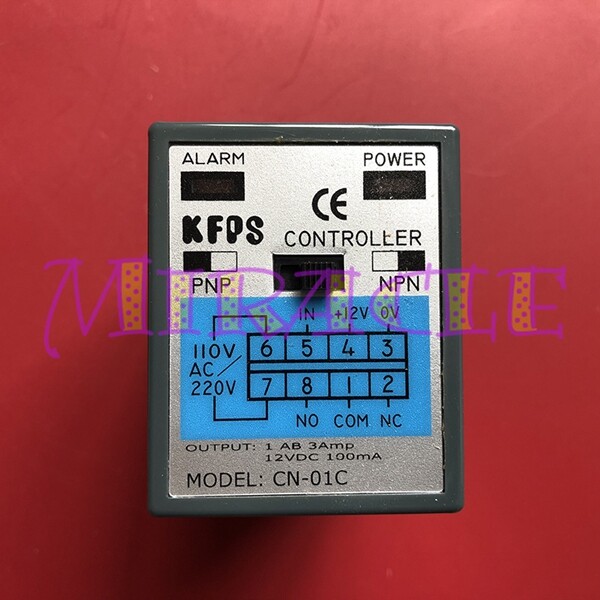 ALARM POWER
CE
KFPS CONTROLLER
PNP NPN
MIRACLE
IN +12V 0V
110V 6 5 4 3
AC/
220V 7 8 1 2
NO COM NC
OUTPUT: 1 AB 3Amp
12VDC 100mA
MODEL: CN-01C